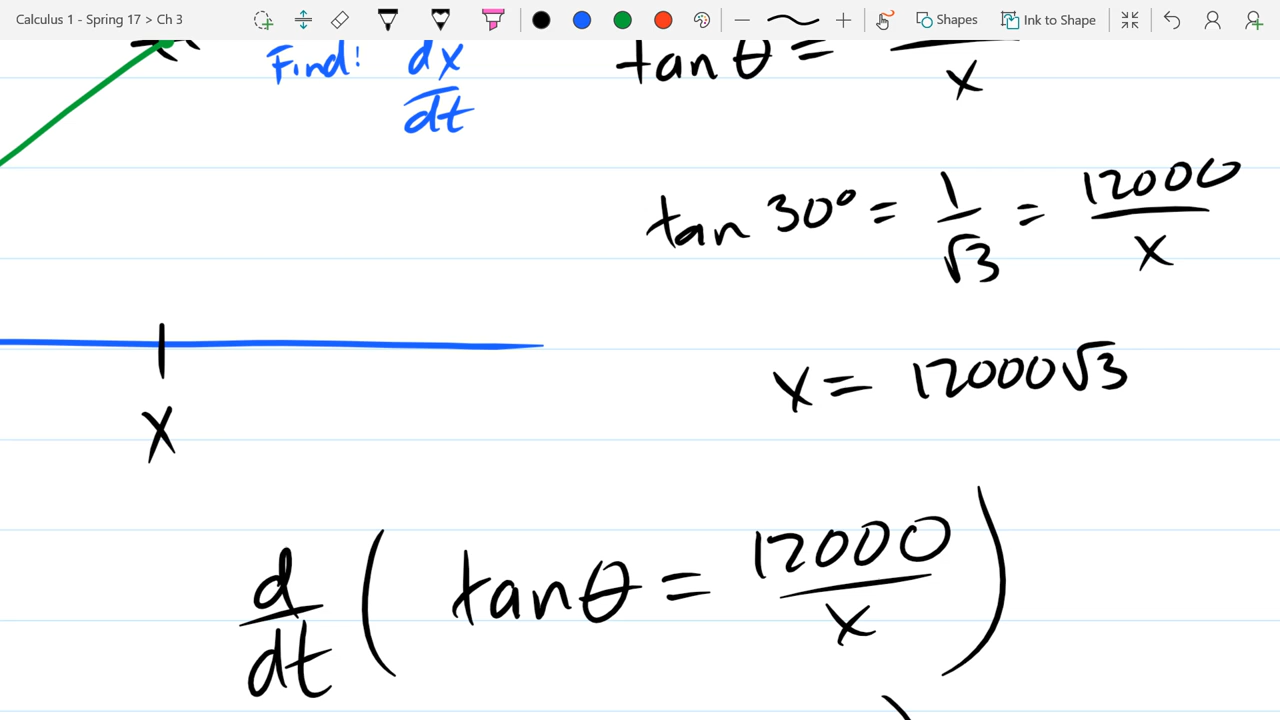 Calculus 1 - Spring 17 > Ch 3
Shapes
Ink to Shape
Find! dx/dt
tan θ = /x
tan 30° = 1/√3 = 12000/x
x = 12000√3
x
d/dt ( tan θ = 12000/x )